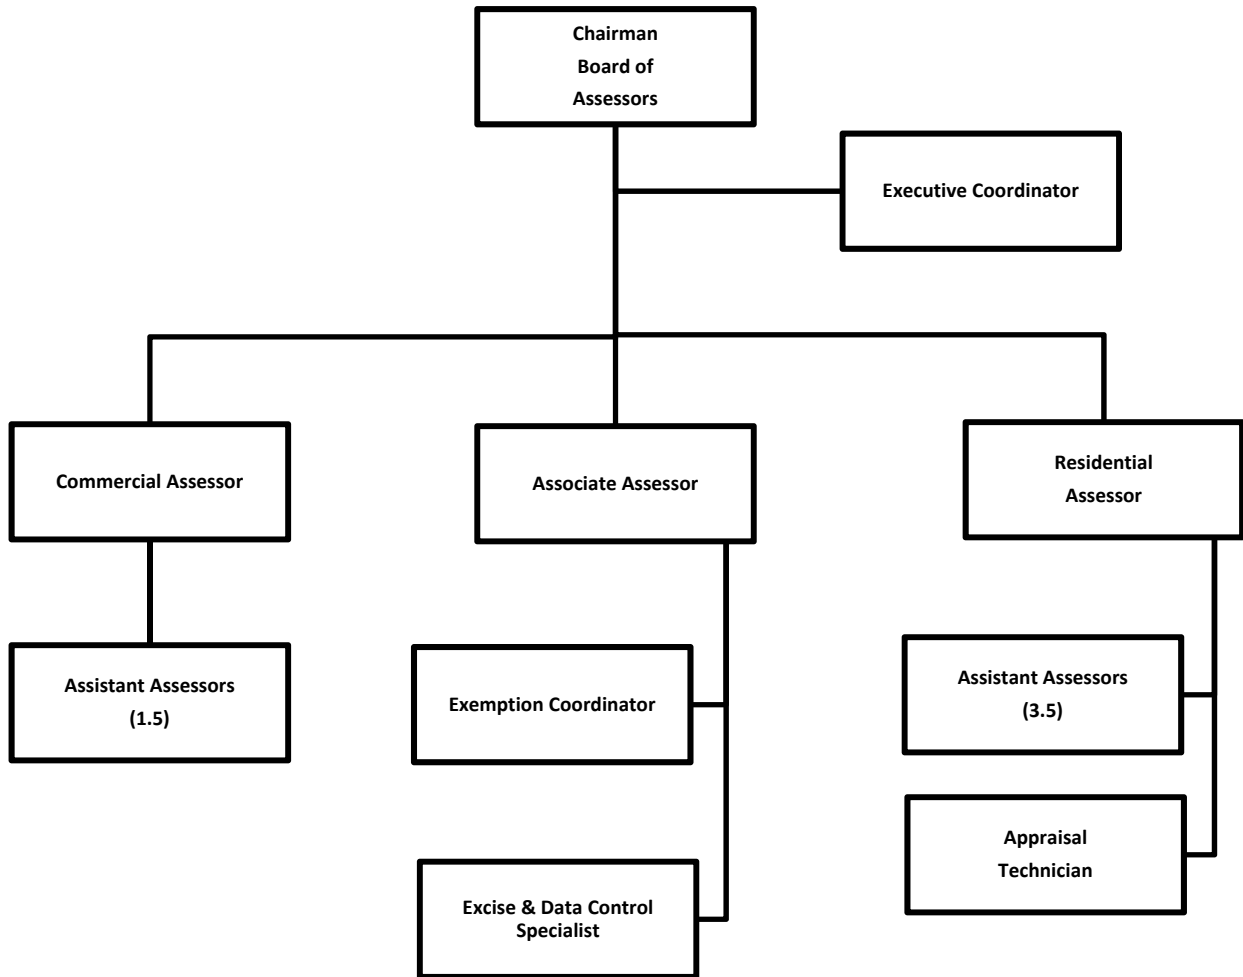 Chairman
Board of
Assessors
Executive Coordinator
Commercial Assessor
Associate Assessor
Residential
Assessor
Assistant Assessors
(1.5)
Exemption Coordinator
Assistant Assessors
(3.5)
Appraisal
Technician
Excise & Data Control
Specialist